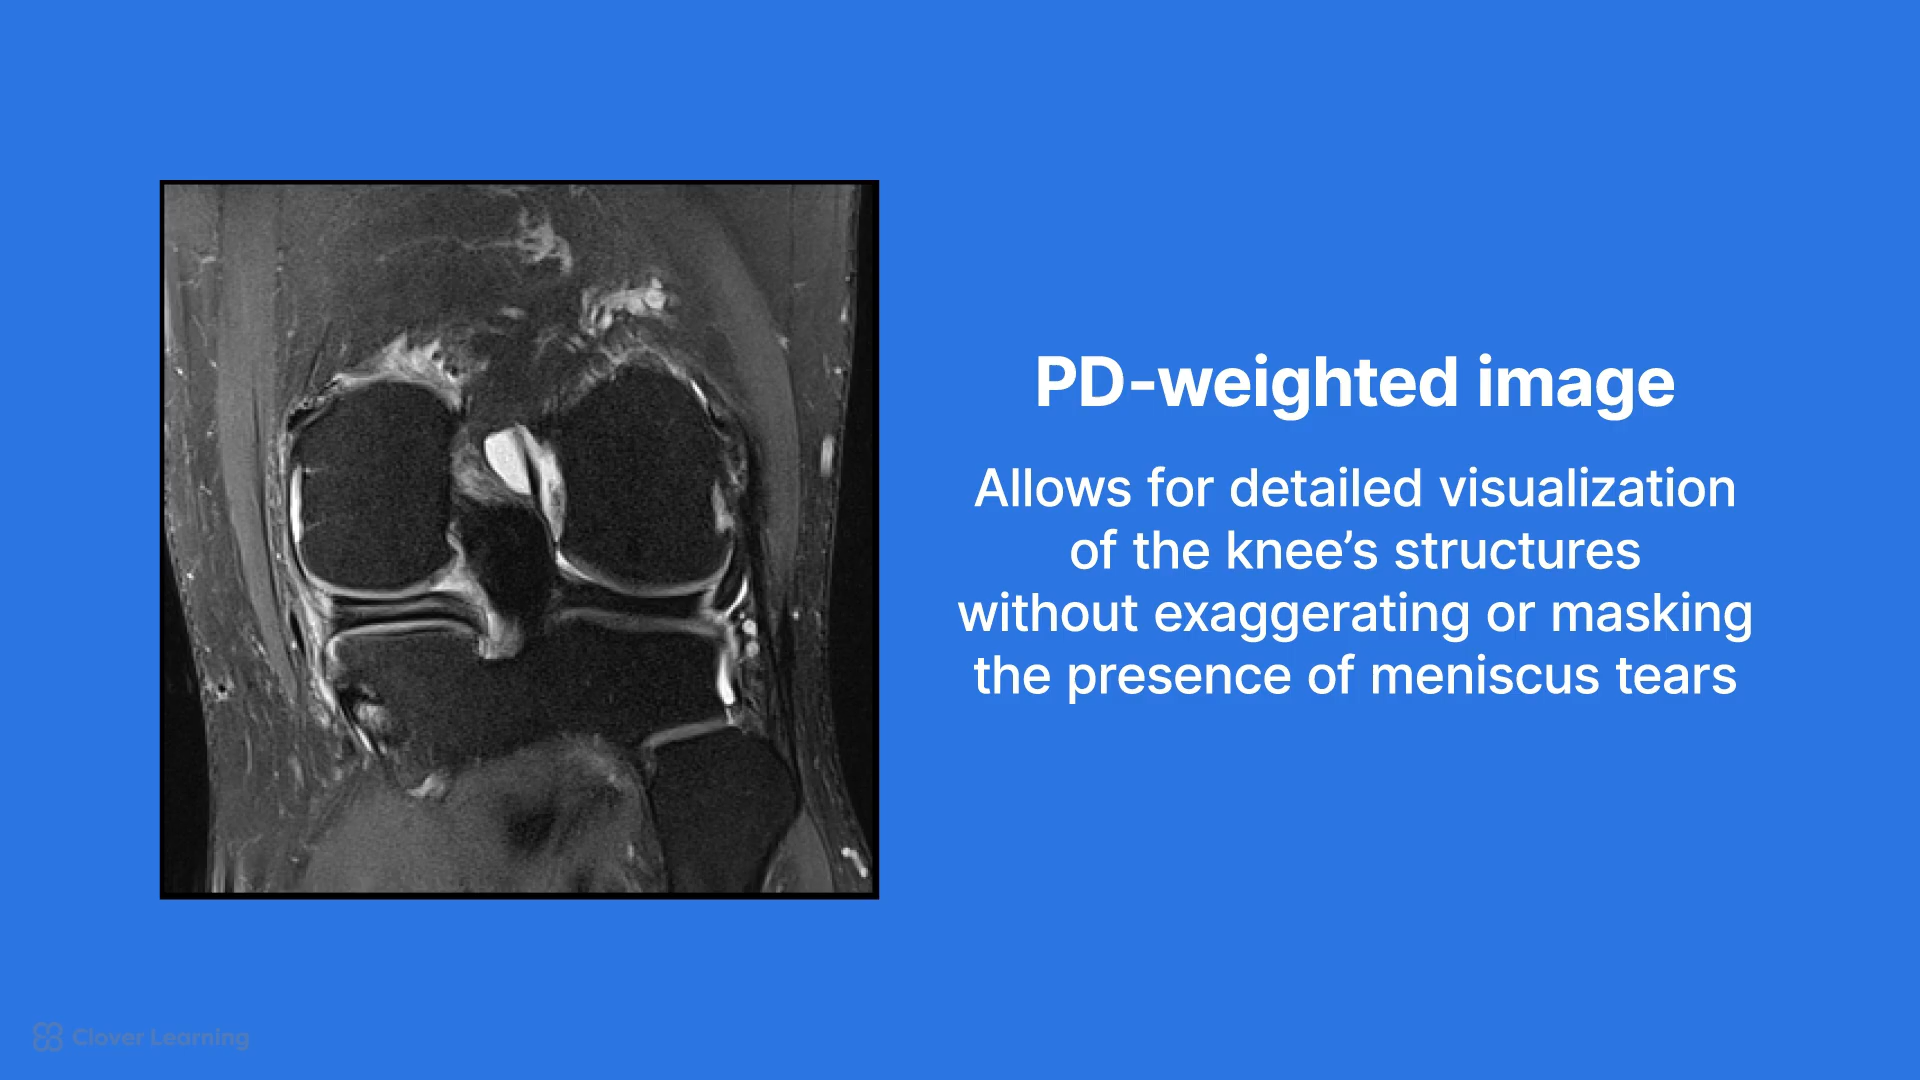 PD-weighted image
Allows for detailed visualization
of the knee’s structures
without exaggerating or masking
the presence of meniscus tears
Clover Learning